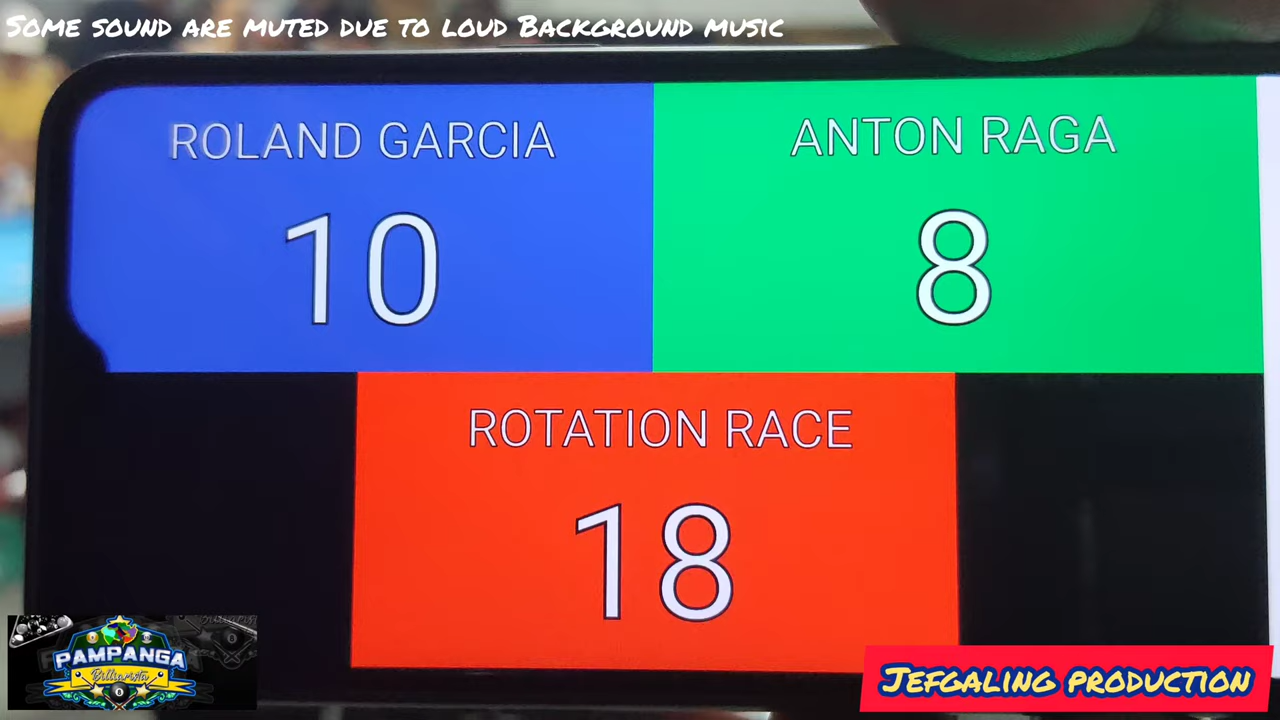 Some sound are muted due to loud Background music
ROLAND GARCIA
10
ANTON RAGA
8
ROTATION RACE
18
PAMPANGA
Billiarista
Jefgaling production